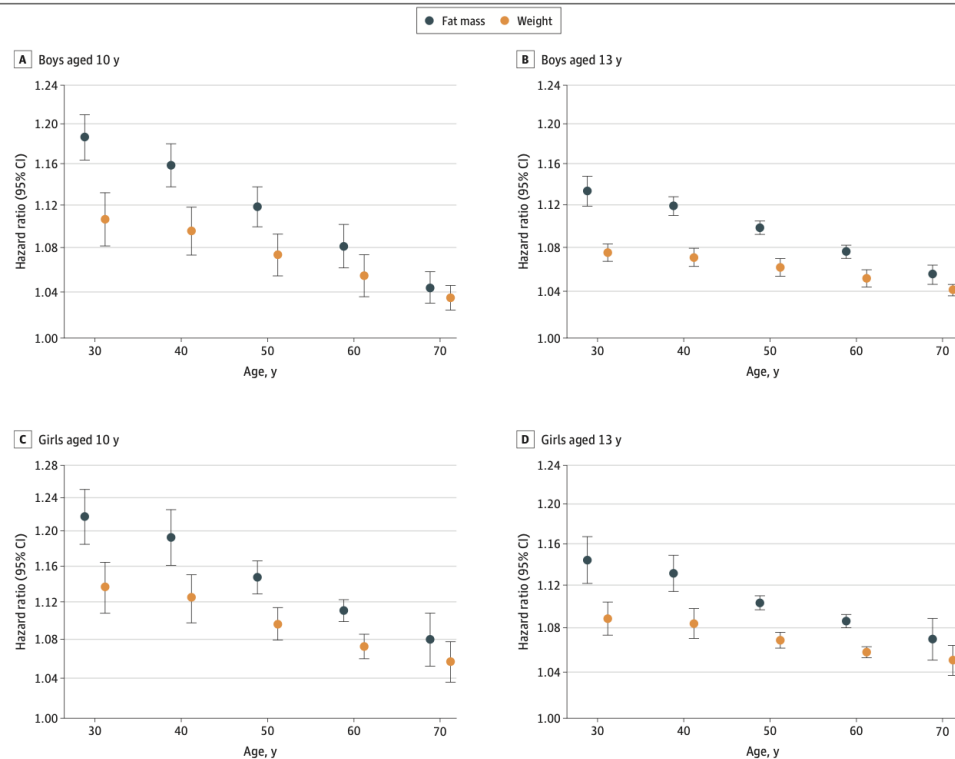 Fat mass Weight
A Boys aged 10 y
1.24
1.20
1.16
1.12
1.08
1.04
1.00
Hazard ratio (95% CI)
30 40 50 60 70
Age, y
B Boys aged 13 y
1.24
1.20
1.16
1.12
1.08
1.04
1.00
Hazard ratio (95% CI)
30 40 50 60 70
Age, y
C Girls aged 10 y
1.28
1.24
1.20
1.16
1.12
1.08
1.04
1.00
Hazard ratio (95% CI)
30 40 50 60 70
Age, y
D Girls aged 13 y
1.24
1.20
1.16
1.12
1.08
1.04
1.00
Hazard ratio (95% CI)
30 40 50 60 70
Age, y